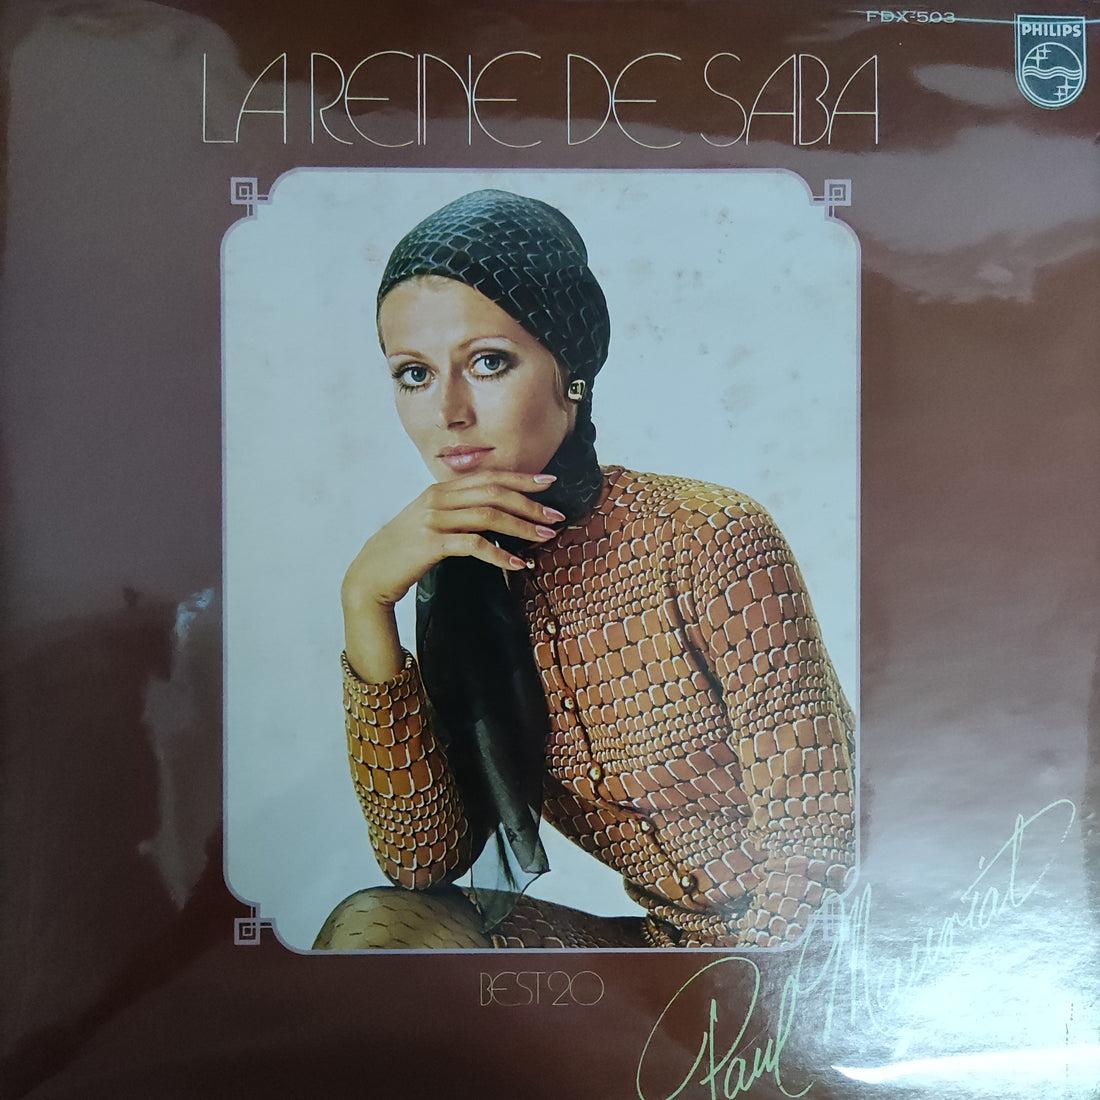 FDX-503
PHILIPS
LA REINE DE SABA
BEST 20
Paul Mauriat